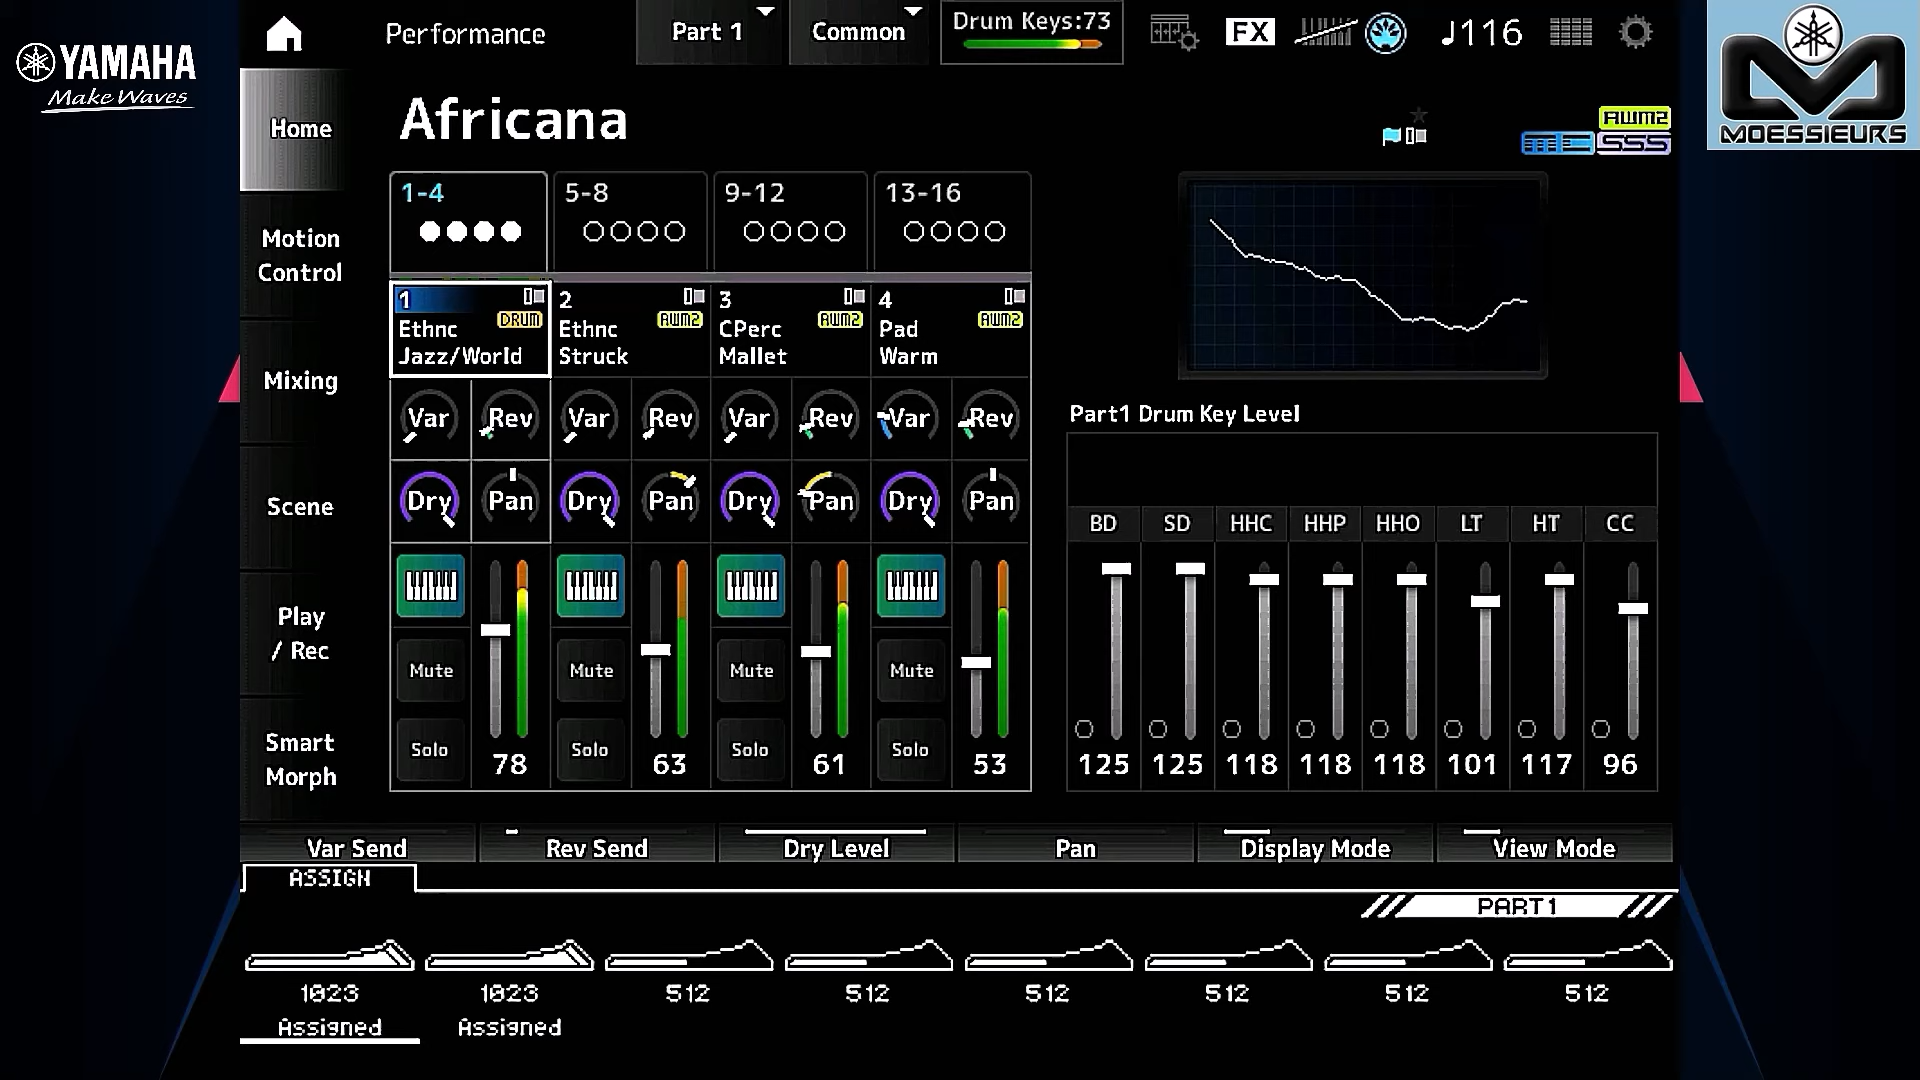 YAMAHA
Make Waves
Performance
Part 1
Common
Drum Keys:73
FX
♩116
MOESSIEURS
Home
Africana
AWM2
MC SSS
1-4
5-8
9-12
13-16
Motion
Control
1
DRUM
Ethnc
Jazz/World
2
AWM2
Ethnc
Struck
3
AWM2
CPerc
Mallet
4
AWM2
Pad
Warm
Mixing
Var Rev Var Rev Var Rev Var Rev
Part1 Drum Key Level
Scene
Dry Pan Dry Pan Dry Pan Dry Pan
BD SD HHC HHP HHO LT HT CC
Play
/ Rec
Mute Mute Mute Mute
Solo 78 Solo 63 Solo 61 Solo 53
125 125 118 118 118 101 117 96
Smart
Morph
Var Send Rev Send Dry Level Pan Display Mode View Mode
ASSIGN
PART1
1023 1023 512 512 512 512 512 512
Assigned Assigned